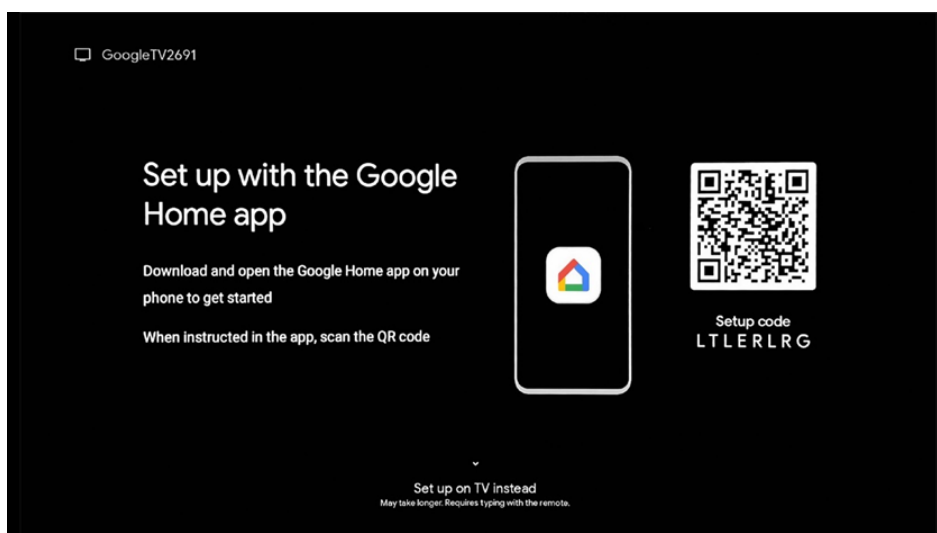 GoogleTV2691
Set up with the Google
Home app
Download and open the Google Home app on your
phone to get started
When instructed in the app, scan the QR code
Setup code
LTLERLRG
Set up on TV instead
May take longer. Requires typing with the remote.